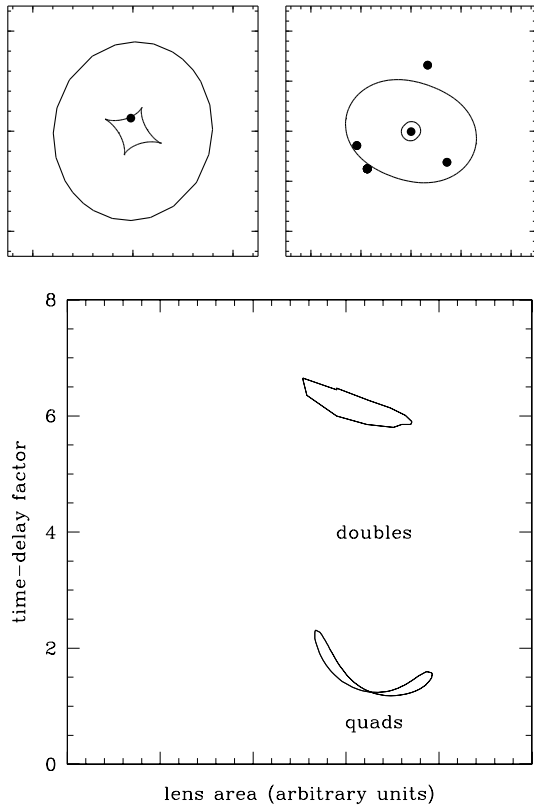 8
6
4
2
0
time-delay factor
doubles
quads
lens area (arbitrary units)